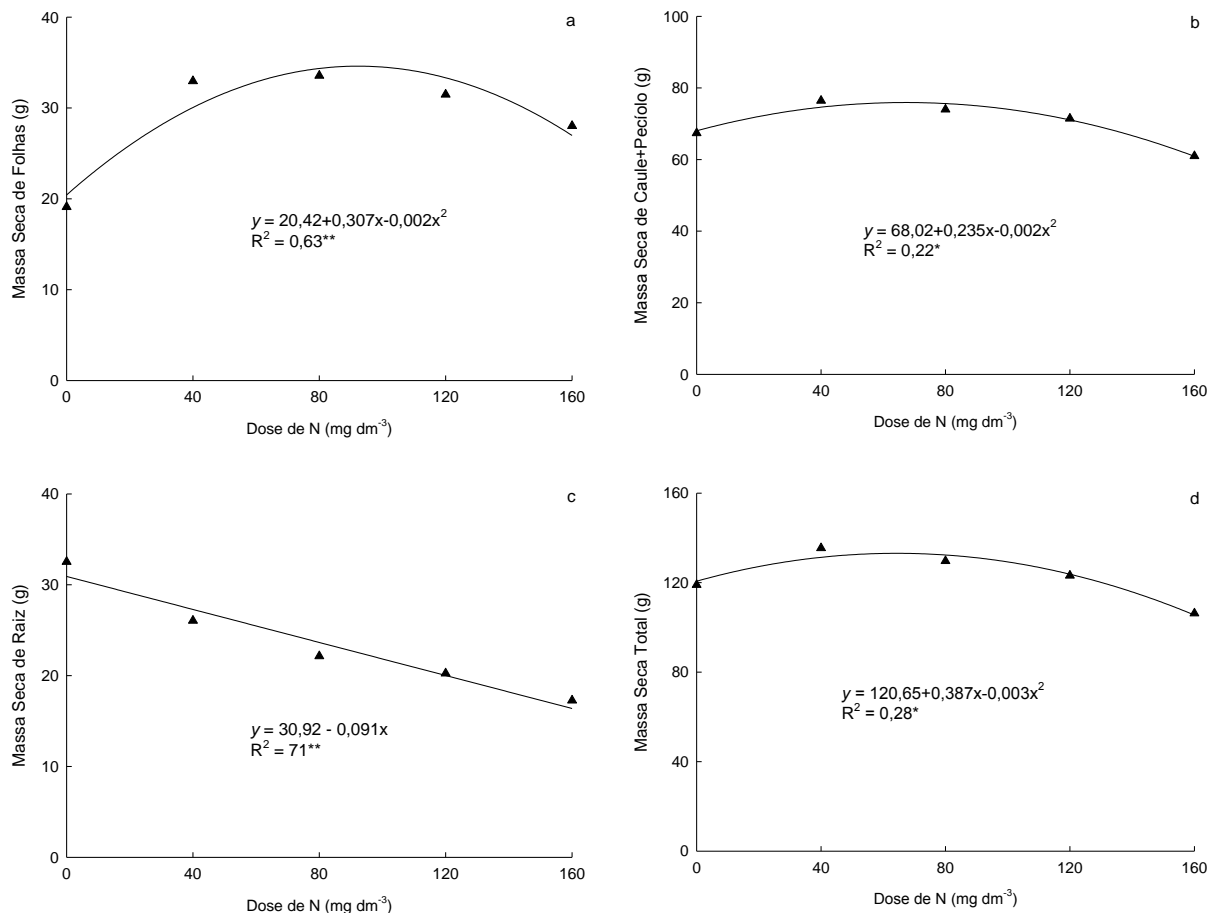 a
Massa Seca de Folhas (g)
40
30
20
10
0
y = 20,42+0,307x-0,002x²
R² = 0,63**
0 40 80 120 160
Dose de N (mg dm⁻³)
b
Massa Seca de Caule+Pecíolo (g)
100
80
60
40
20
0
y = 68,02+0,235x-0,002x²
R² = 0,22*
0 40 80 120 160
Dose de N (mg dm⁻³)
c
Massa Seca de Raiz (g)
40
30
20
10
0
y = 30,92 - 0,091x
R² = 71**
0 40 80 120 160
Dose de N (mg dm⁻³)
d
Massa Seca Total (g)
160
120
80
40
0
y = 120,65+0,387x-0,003x²
R² = 0,28*
0 40 80 120 160
Dose de N (mg dm⁻³)